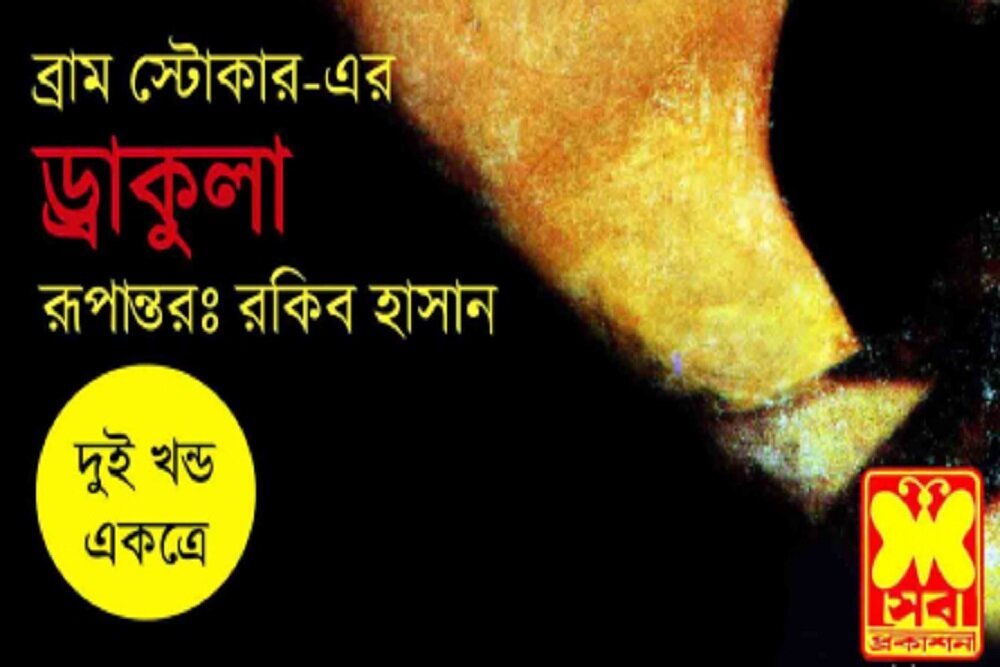 ব্রাম স্টোকার-এর
ড্রাকুলা
রূপান্তরঃ রকিব হাসান
দুই খন্ড
একত্রে
সেবা
প্রকাশনী